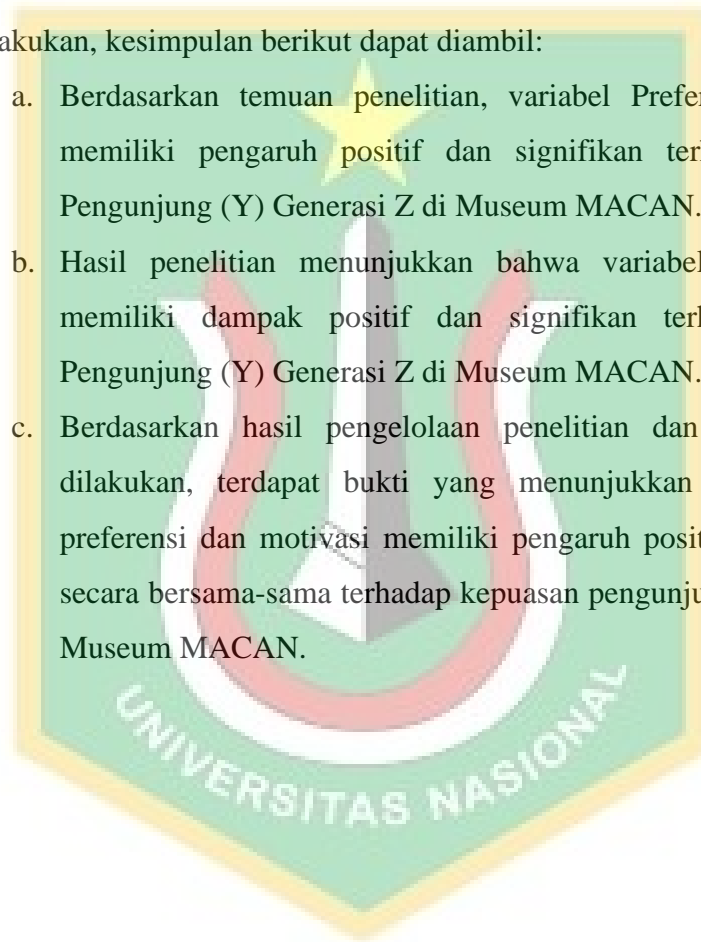 akukan, kesimpulan berikut dapat diambil:
a. Berdasarkan temuan penelitian, variabel Prefer
memiliki pengaruh positif dan signifikan ter
Pengunjung (Y) Generasi Z di Museum MACAN.
b. Hasil penelitian menunjukkan bahwa variabel
memiliki dampak positif dan signifikan ter
Pengunjung (Y) Generasi Z di Museum MACAN.
c. Berdasarkan hasil pengelolaan penelitian dan
dilakukan, terdapat bukti yang menunjukkan
preferensi dan motivasi memiliki pengaruh posit
secara bersama-sama terhadap kepuasan pengunju
Museum MACAN.
UNIVERSITAS NASIONAL